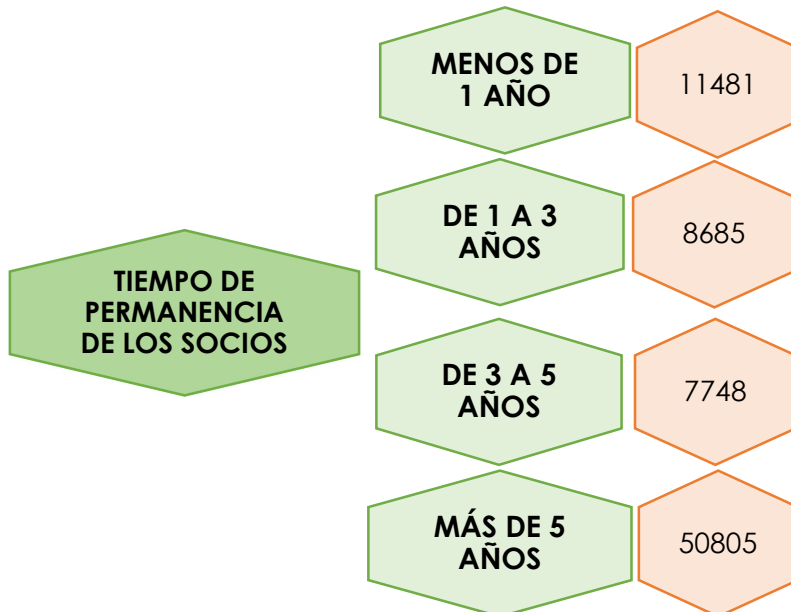 MENOS DE
1 AÑO
11481
DE 1 A 3
AÑOS
8685
TIEMPO DE
PERMANENCIA
DE LOS SOCIOS
DE 3 A 5
AÑOS
7748
MÁS DE 5
AÑOS
50805